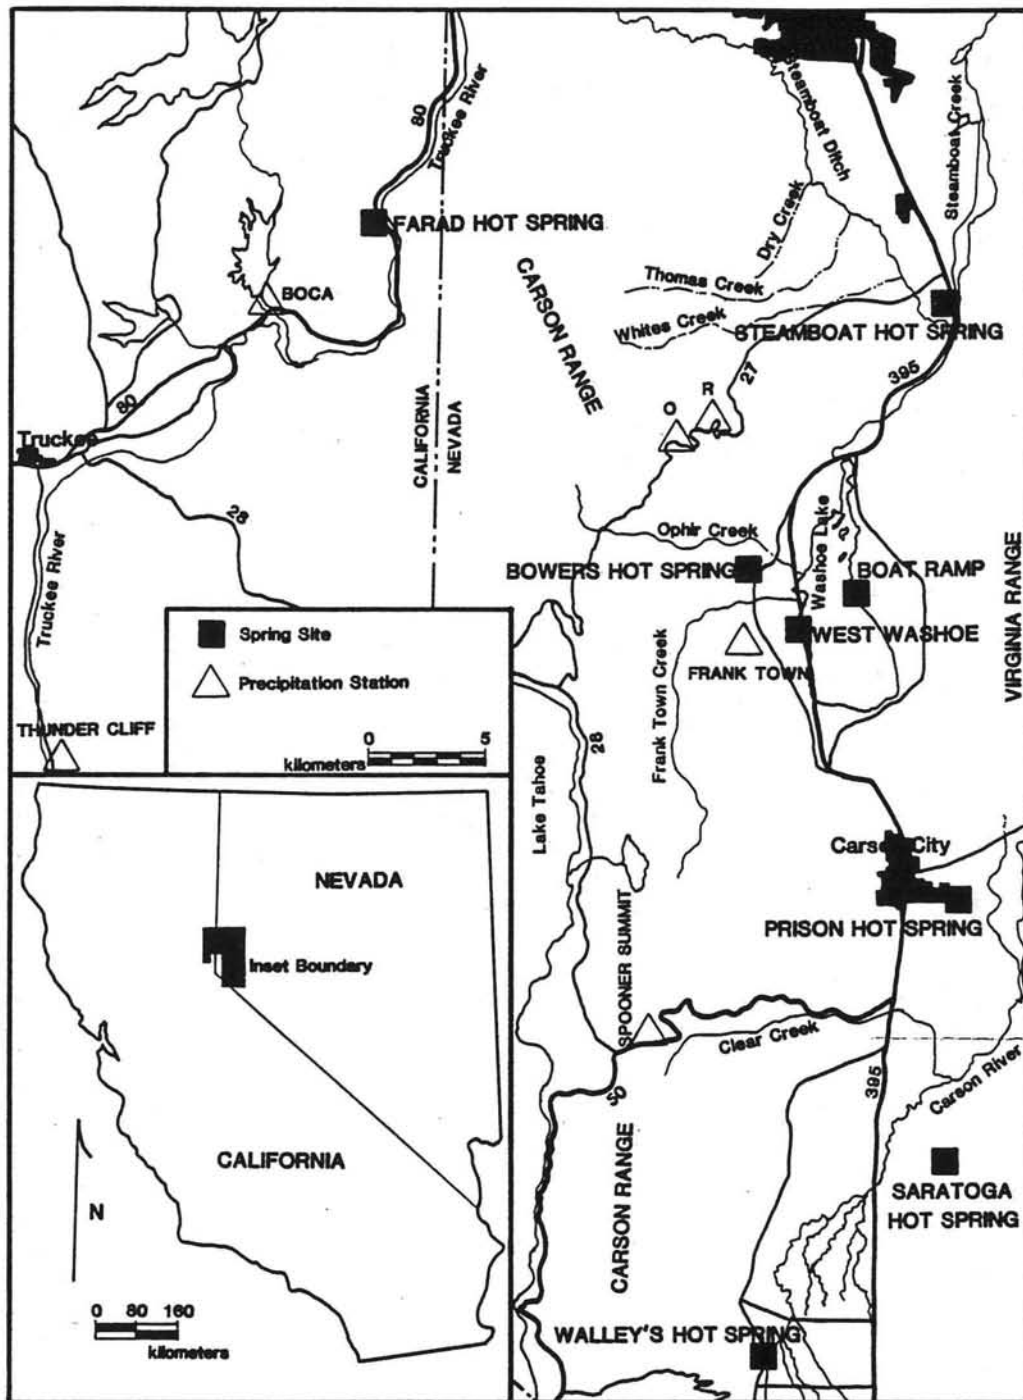 80
Truckee River
FARAD HOT SPRING
BOCA
80
Truckee
28
Truckee River
THUNDER CLIFF
CALIFORNIA
NEVADA
CARSON RANGE
Steamboat Ditch
Steamboat Creek
Dry Creek
Thomas Creek
Whites Creek
STEAMBOAT HOT SPRING
27
395
R
O
Ophir Creek
Washoe Lake
BOWERS HOT SPRING
BOAT RAMP
WEST WASHOE
FRANK TOWN
Frank Town Creek
VIRGINIA RANGE
Spring Site
Precipitation Station
0 5
kilometers
28
Lake Tahoe
Carson City
PRISON HOT SPRING
SPOONER SUMMIT
Clear Creek
50
395
Carson River
CARSON RANGE
SARATOGA
HOT SPRING
WALLEY'S HOT SPRING
NEVADA
Inset Boundary
CALIFORNIA
N
0 80 160
kilometers